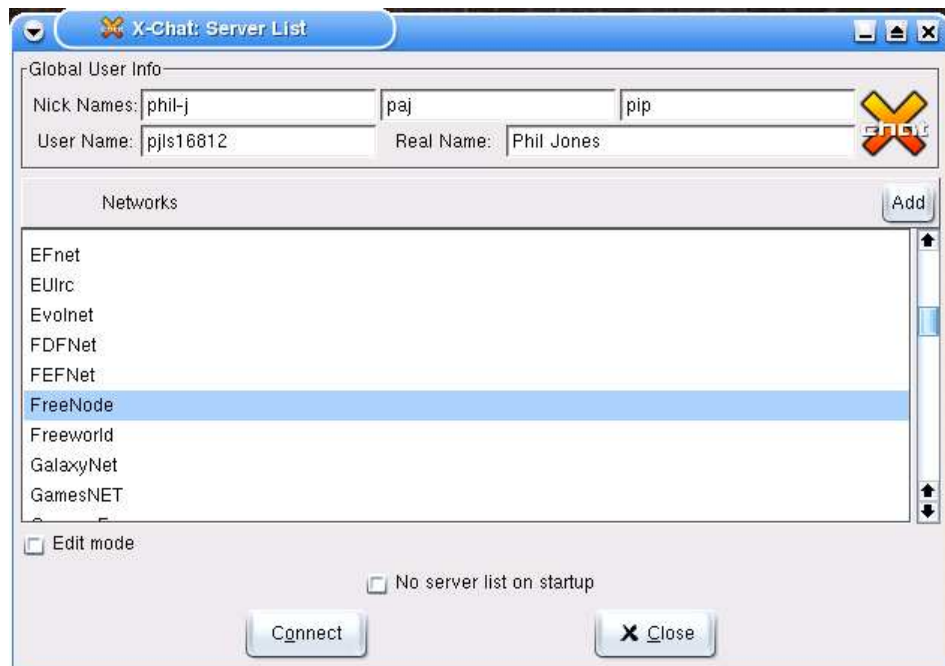 X-Chat: Server List
Global User Info
Nick Names: phil-j paj pip
User Name: pjls16812 Real Name: Phil Jones
chat
Networks Add
EFnet
EUIrc
Evolnet
FDFNet
FEFNet
FreeNode
Freeworld
GalaxyNet
GamesNET
Edit mode
No server list on startup
Connect Close